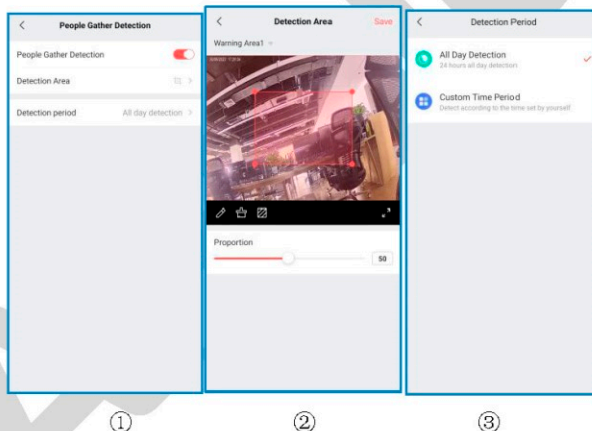 People Gather Detection
People Gather Detection
Detection Area
Detection period All day detection
①
Detection Area Save
Warning Area1
Proportion
50
②
Detection Period
All Day Detection
24 hours all day detection
Custom Time Period
Detect according to the time set by yourself
③